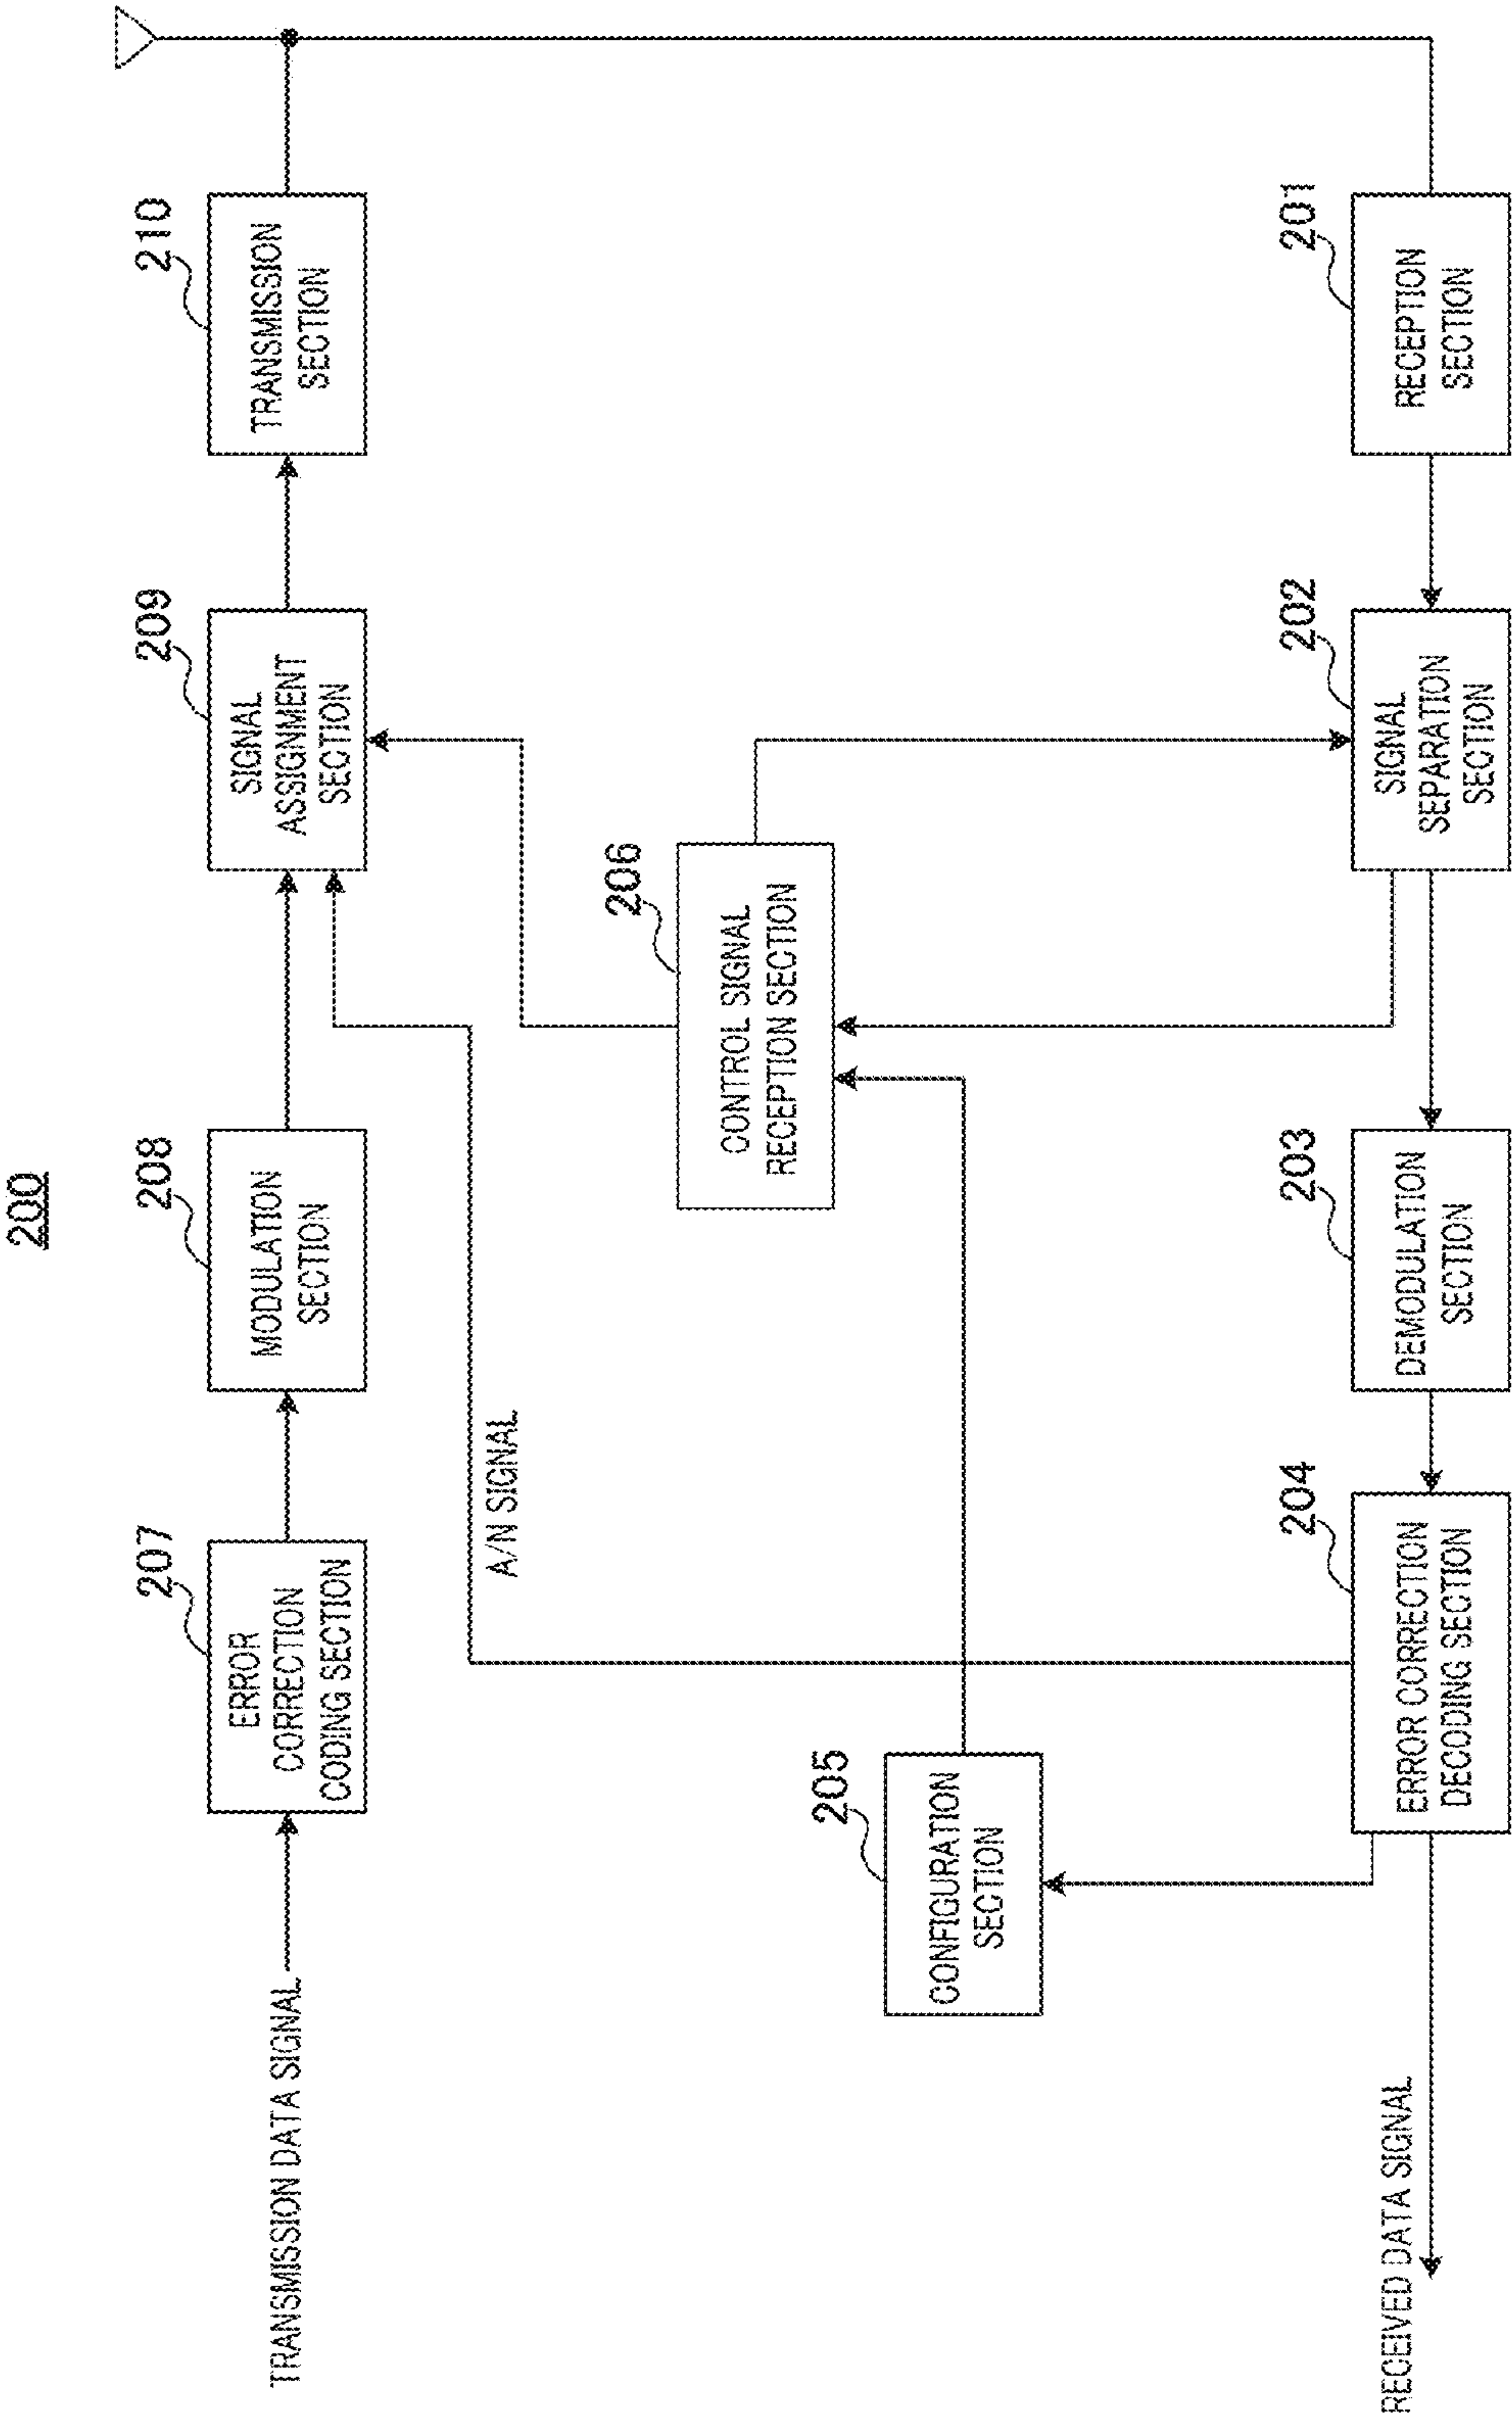 200
TRANSMISSION DATA SIGNAL
207
ERROR
CORRECTION
CODING SECTION
208
MODULATION
SECTION
209
SIGNAL
ASSIGNMENT
SECTION
210
TRANSMISSION
SECTION
A/N SIGNAL
206
CONTROL SIGNAL
RECEPTION SECTION
205
CONFIGURATION
SECTION
RECEIVED DATA SIGNAL
204
ERROR CORRECTION
DECODING SECTION
203
DEMODULATION
SECTION
202
SIGNAL
SEPARATION
SECTION
201
RECEPTION
SECTION